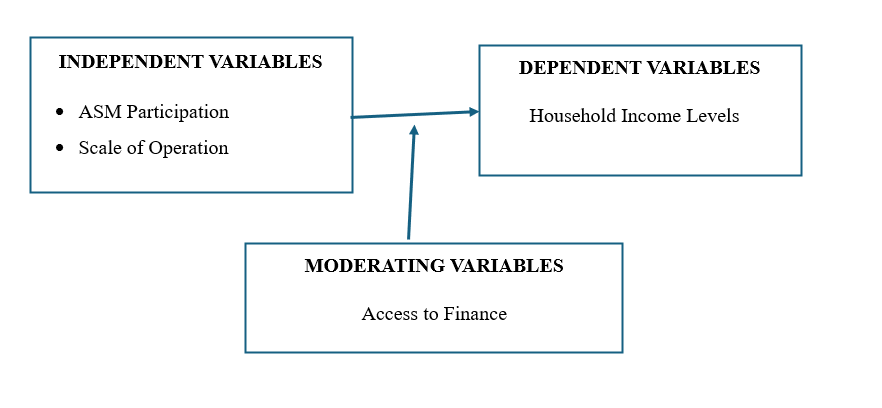 INDEPENDENT VARIABLES
• ASM Participation
• Scale of Operation
DEPENDENT VARIABLES
Household Income Levels
MODERATING VARIABLES
Access to Finance